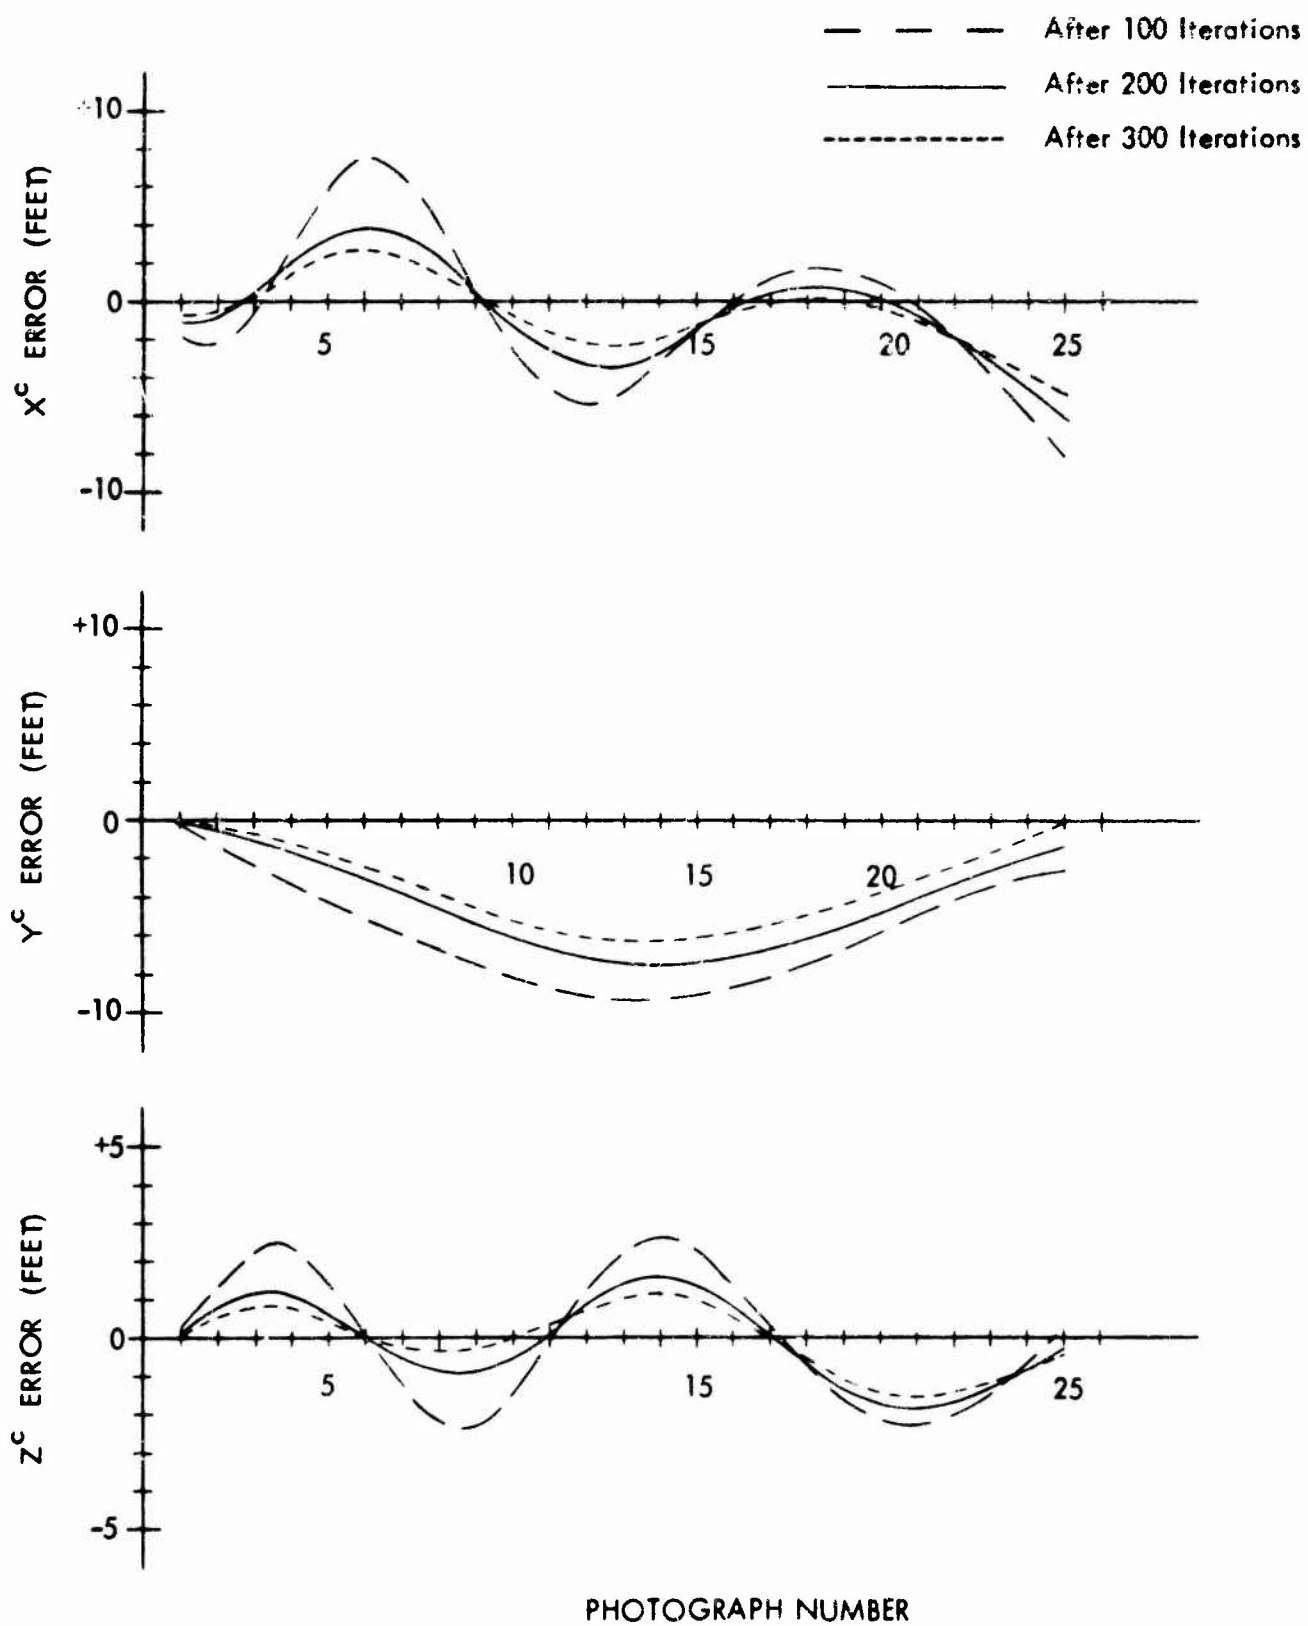 After 100 Iterations
After 200 Iterations
After 300 Iterations
+10
0
-10
5
15
20
25
X^c ERROR (FEET)
+10
0
-10
10
15
20
Y^c ERROR (FEET)
+5
0
-5
5
15
25
Z^c ERROR (FEET)
PHOTOGRAPH NUMBER